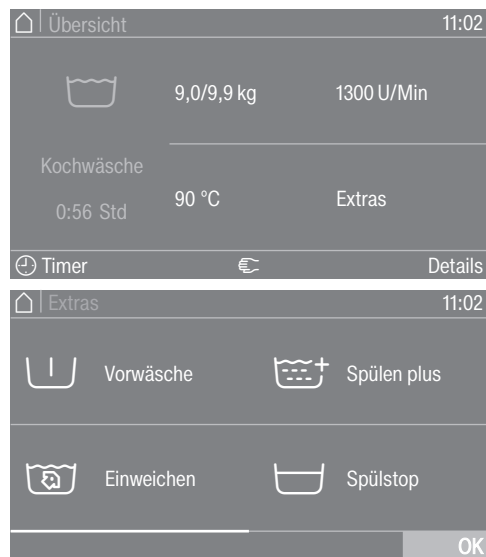 Übersicht 11:02
9,0/9,9 kg 1300 U/Min
Kochwäsche
0:56 Std
90 °C Extras
Timer Details
Extras 11:02
Vorwäsche Spülen plus
Einweichen Spülstop
OK